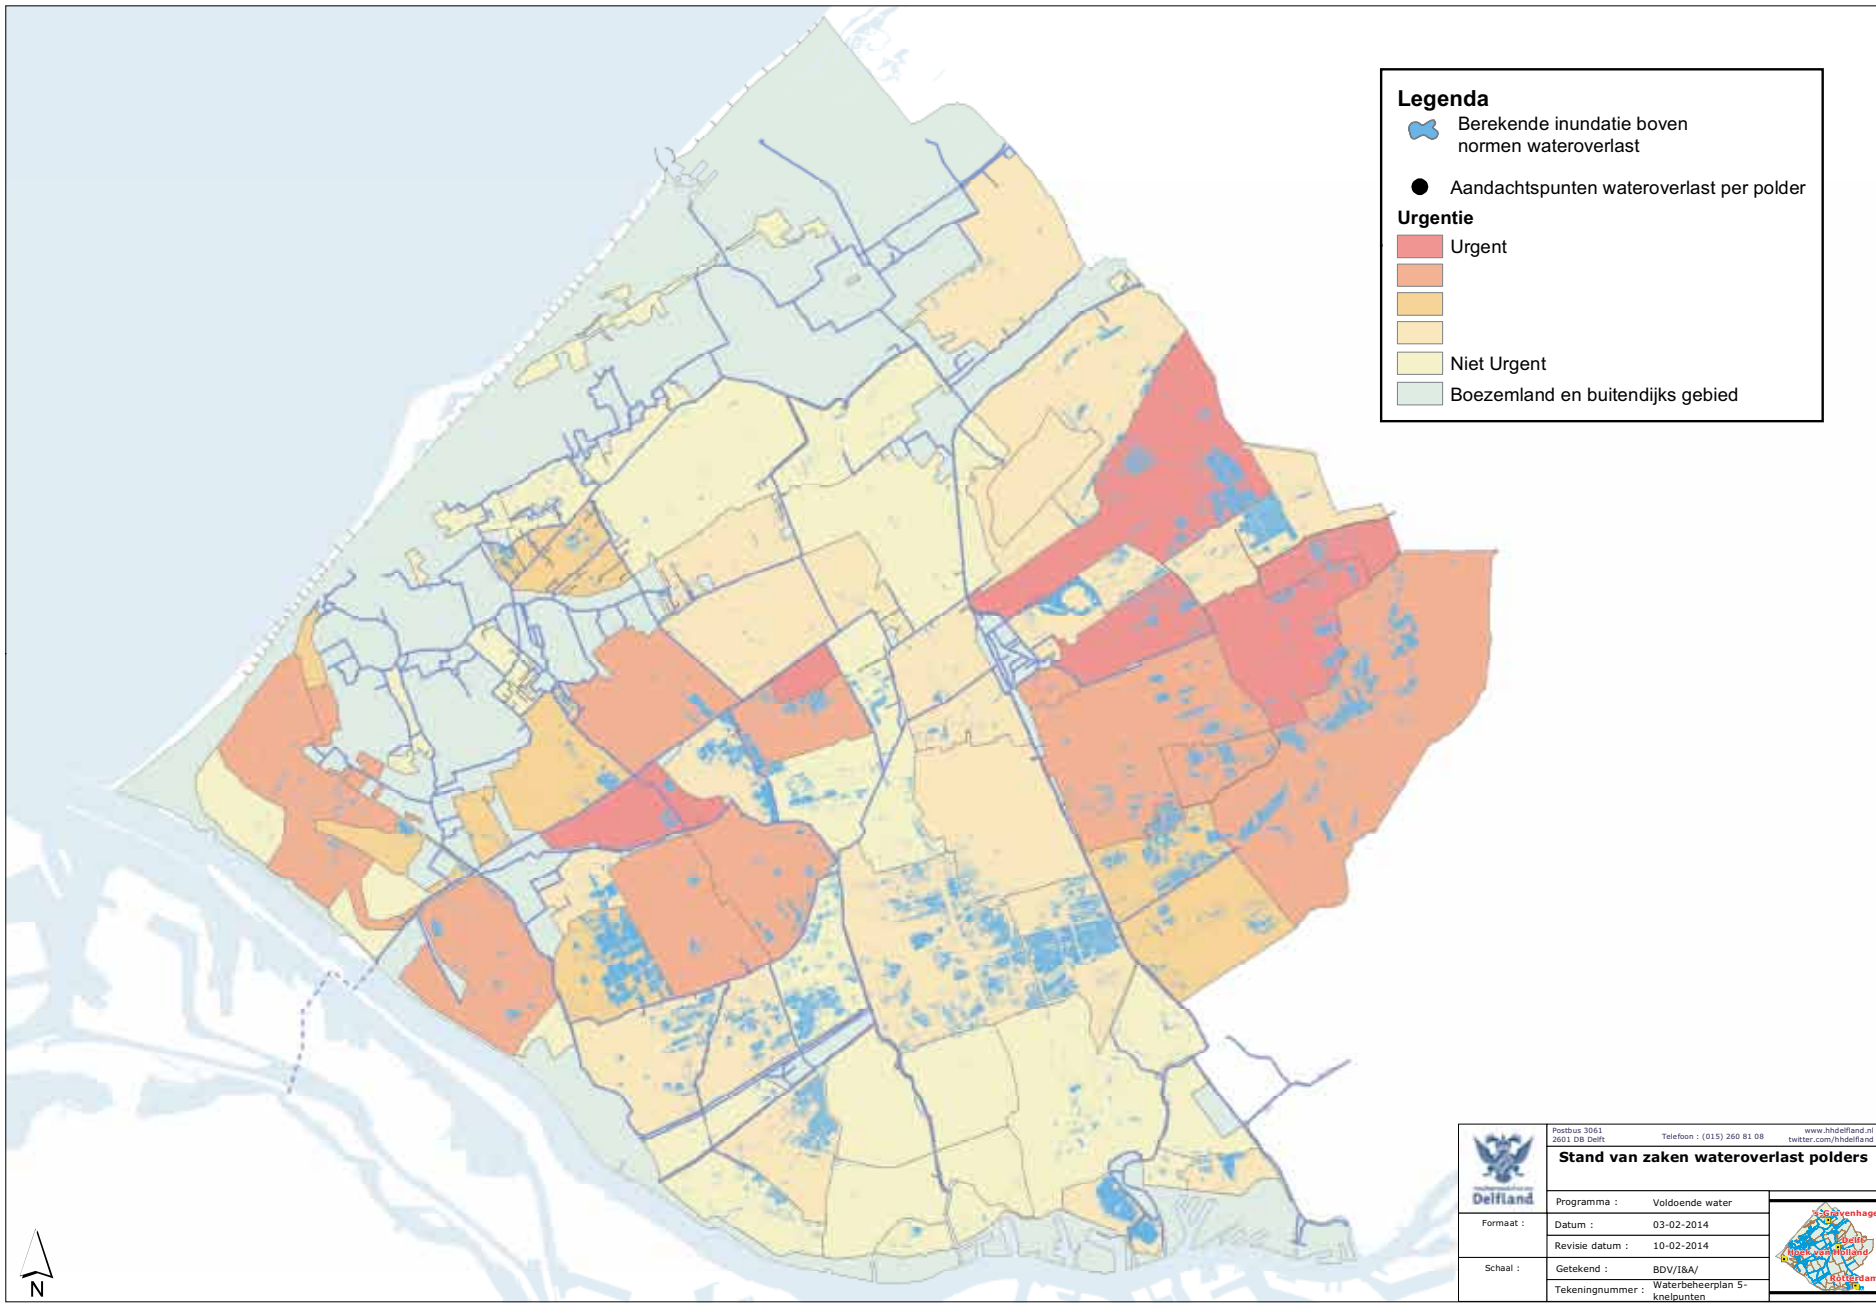 Legenda
Berekende inundatie boven
normen wateroverlast
Aandachtspunten wateroverlast per polder
Urgentie
Urgent
Niet Urgent
Boezemland en buitendijks gebied
N
Postbus 3061
2601 DB Delft
Telefoon : (015) 260 81 08
www.hhdelfland.nl
twitter.com/hhdelfland
Stand van zaken wateroverlast polders
Delfland
Programma : Voldoende water
Formaat :
Datum : 03-02-2014
Revisie datum : 10-02-2014
Schaal :
Getekend : BDV/I&A/
Tekeningnummer : Waterbeheerplan 5-
knelpunten
's-Gravenhage
Delft
Hoek van Holland
Rotterdam